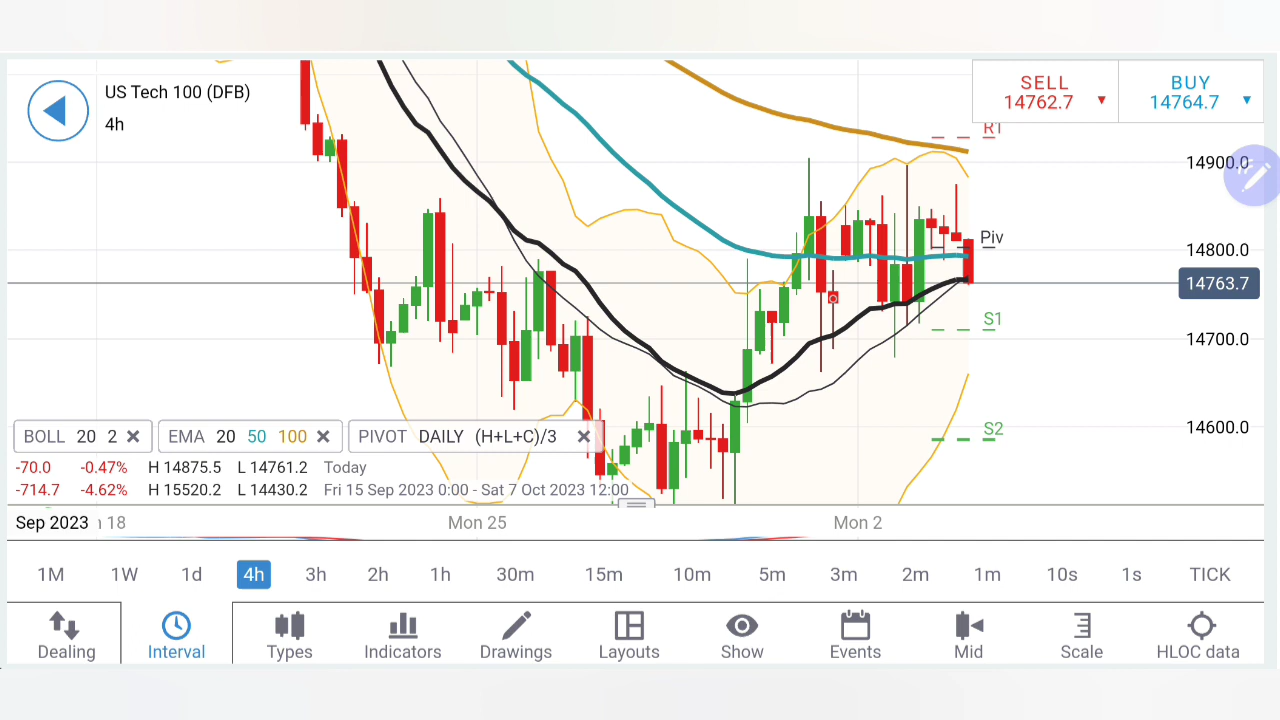 US Tech 100 (DFB)
4h
SELL
14762.7
BUY
14764.7
R1
14900.0
Piv
14800.0
14763.7
S1
14700.0
S2
14600.0
BOLL 20 2
EMA 20 50 100
PIVOT DAILY (H+L+C)/3
-70.0 -0.47% H 14875.5 L 14761.2 Today
-714.7 -4.62% H 15520.2 L 14430.2 Fri 15 Sep 2023 0:00 - Sat 7 Oct 2023 12:00
Sep 2023 18 Mon 25 Mon 2
1M 1W 1d 4h 3h 2h 1h 30m 15m 10m 5m 3m 2m 1m 10s 1s TICK
Dealing Interval Types Indicators Drawings Layouts Show Events Mid Scale HLOC data